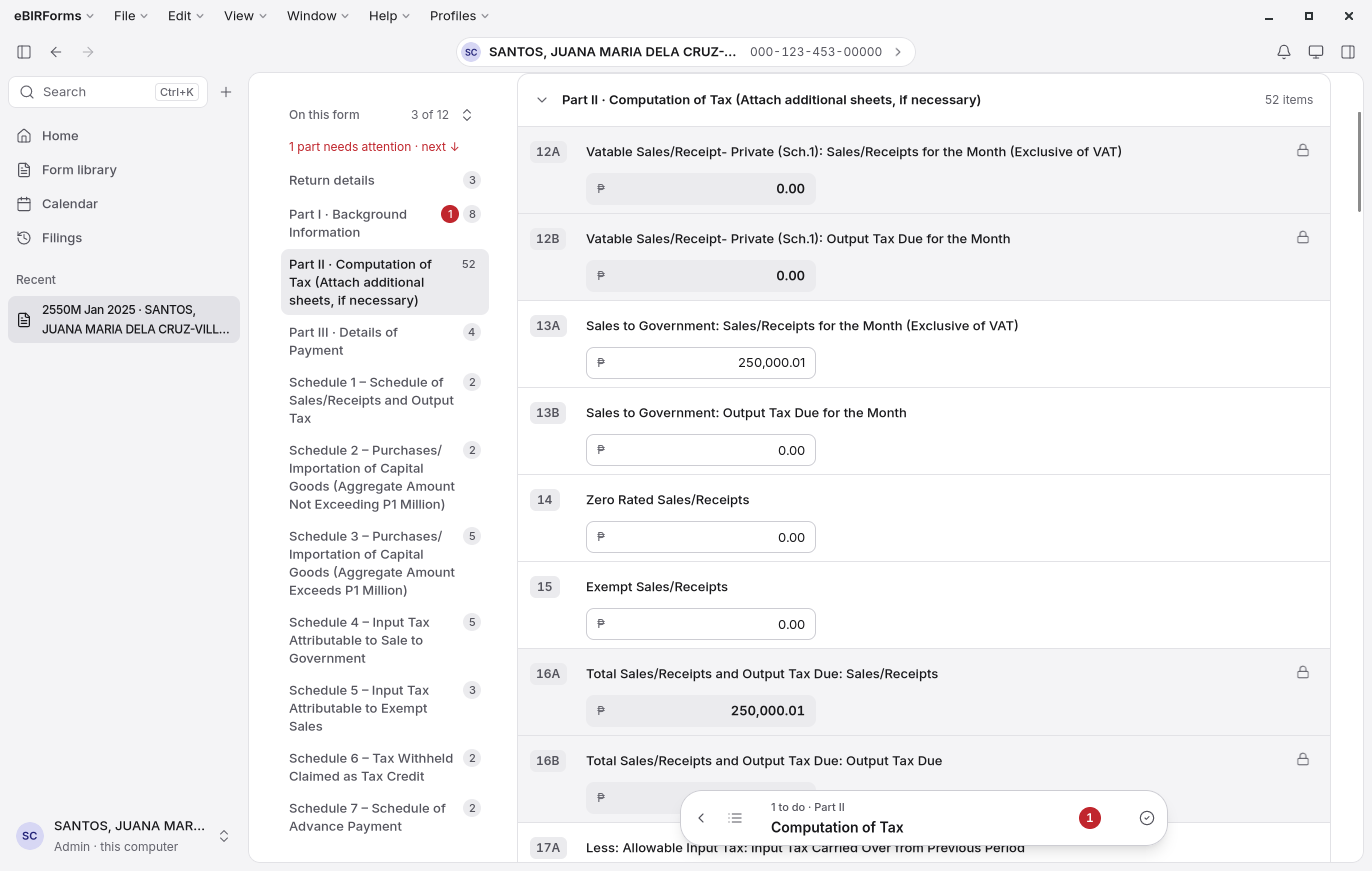 eBIRForms File Edit View Window Help Profiles
SC SANTOS, JUANA MARIA DELA CRUZ-... 000-123-453-00000
Search Ctrl+K
Home
Form library
Calendar
Filings
Recent
2550M Jan 2025 · SANTOS,
JUANA MARIA DELA CRUZ-VILL...
SC
SANTOS, JUANA MAR...
Admin · this computer
On this form 3 of 12
1 part needs attention · next ↓
Return details 3
Part I · Background 1 8
Information
Part II · Computation of 52
Tax (Attach additional
sheets, if necessary)
Part III · Details of 4
Payment
Schedule 1 – Schedule of 2
Sales/Receipts and Output
Tax
Schedule 2 – Purchases/ 2
Importation of Capital
Goods (Aggregate Amount
Not Exceeding P1 Million)
Schedule 3 – Purchases/ 5
Importation of Capital
Goods (Aggregate Amount
Exceeds P1 Million)
Schedule 4 – Input Tax 5
Attributable to Sale to
Government
Schedule 5 – Input Tax 3
Attributable to Exempt
Sales
Schedule 6 – Tax Withheld 2
Claimed as Tax Credit
Schedule 7 – Schedule of 2
Advance Payment
Part II · Computation of Tax (Attach additional sheets, if necessary) 52 items
12A Vatable Sales/Receipt- Private (Sch.1): Sales/Receipts for the Month (Exclusive of VAT)
₱ 0.00
12B Vatable Sales/Receipt- Private (Sch.1): Output Tax Due for the Month
₱ 0.00
13A Sales to Government: Sales/Receipts for the Month (Exclusive of VAT)
₱ 250,000.01
13B Sales to Government: Output Tax Due for the Month
₱ 0.00
14 Zero Rated Sales/Receipts
₱ 0.00
15 Exempt Sales/Receipts
₱ 0.00
16A Total Sales/Receipts and Output Tax Due: Sales/Receipts
₱ 250,000.01
16B Total Sales/Receipts and Output Tax Due: Output Tax Due
₱
1 to do · Part II
Computation of Tax 1
17A Less: Allowable Input Tax: Input Tax Carried Over from Previous Period